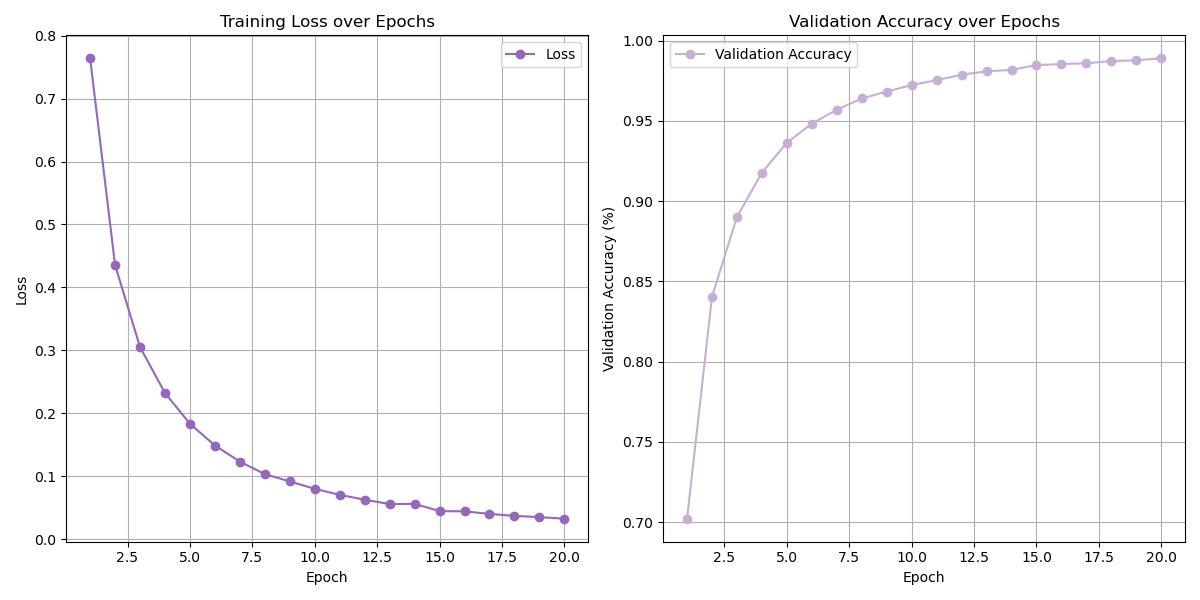 Training Loss over Epochs
0.8
0.7
0.6
0.5
0.4
0.3
0.2
0.1
0.0
Loss
Loss
2.5 5.0 7.5 10.0 12.5 15.0 17.5 20.0
Epoch
Validation Accuracy over Epochs
1.00
0.95
0.90
0.85
0.80
0.75
0.70
Validation Accuracy (%)
Validation Accuracy
2.5 5.0 7.5 10.0 12.5 15.0 17.5 20.0
Epoch